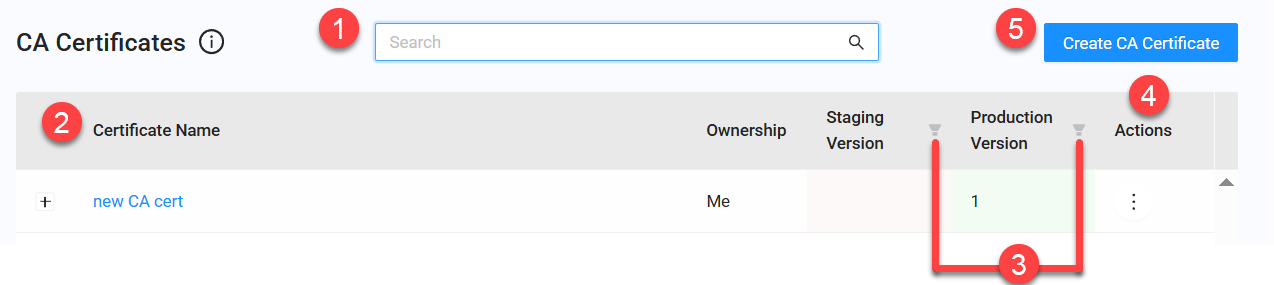 1
5
CA Certificates
Search
Create CA Certificate
4
2
Certificate Name
Ownership
Staging
Version
Production
Version
Actions
new CA cert
Me
1
3